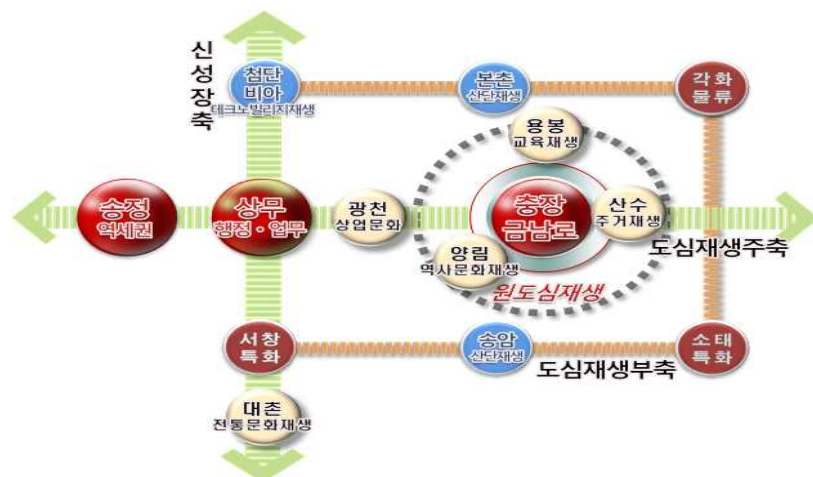 신성장축
첨단
비아
테크노빌리지재생
본촌
산단재생
각화
물류
용봉
교육재생
송정
역세권
상무
행정·업무
광천
상업문화
충장
금남로
산수
주거재생
도심재생주축
양림
역사문화재생
원도심재생
서창
특화
송암
산단재생
소태
특화
도심재생부축
대촌
전통문화재생